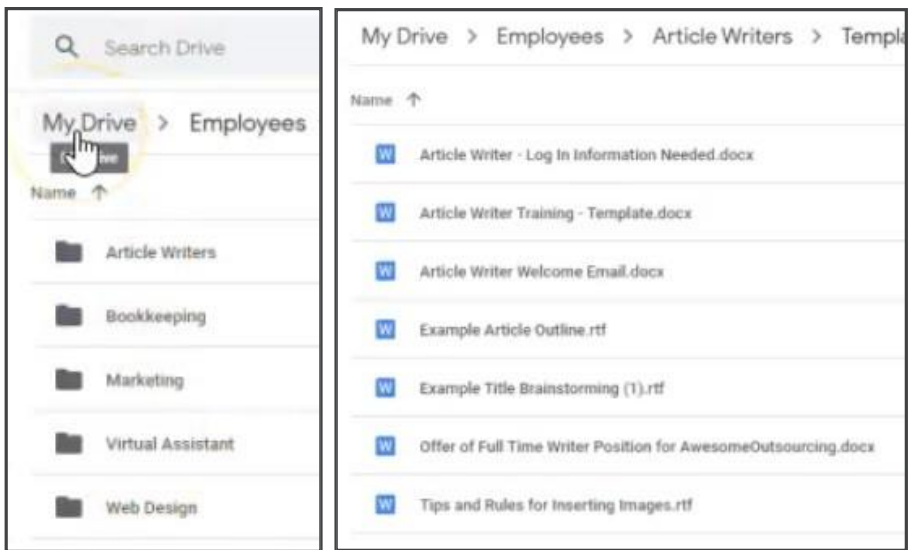 Search Drive
My Drive > Employees
Name ↑
Article Writers
Bookkeeping
Marketing
Virtual Assistant
Web Design
My Drive > Employees > Article Writers >
Name ↑
Article Writer - Log In Information Needed.docx
Article Writer Training - Template.docx
Article Writer Welcome Email.docx
Example Article Outline.rtf
Example Title Brainstorming (1).rtf
Offer of Full Time Writer Position for AwesomeOutsourcing.docx
Tips and Rules for Inserting Images.rtf